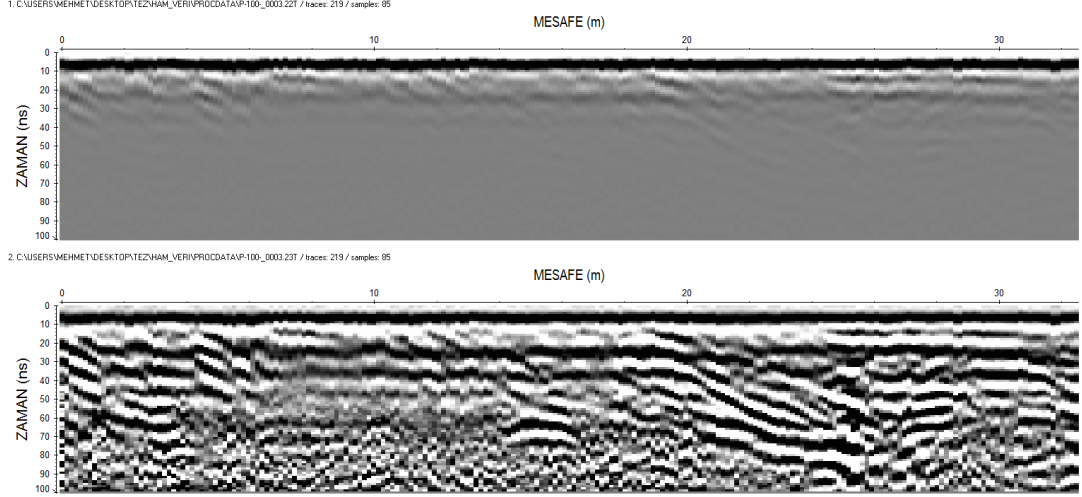 1. C:\USERS\MEHMET\DESKTOP\TEZ\HAM_VERI\PROCDATA\P-100-_0003.22T / traces: 219 / samples: 85
MESAFE (m)
0 10 20 30
ZAMAN (ns)
0
10
20
30
40
50
60
70
80
90
100
2. C:\USERS\MEHMET\DESKTOP\TEZ\HAM_VERI\PROCDATA\P-100-_0003.23T / traces: 219 / samples: 85
MESAFE (m)
0 10 20 30
ZAMAN (ns)
0
10
20
30
40
50
60
70
80
90
100